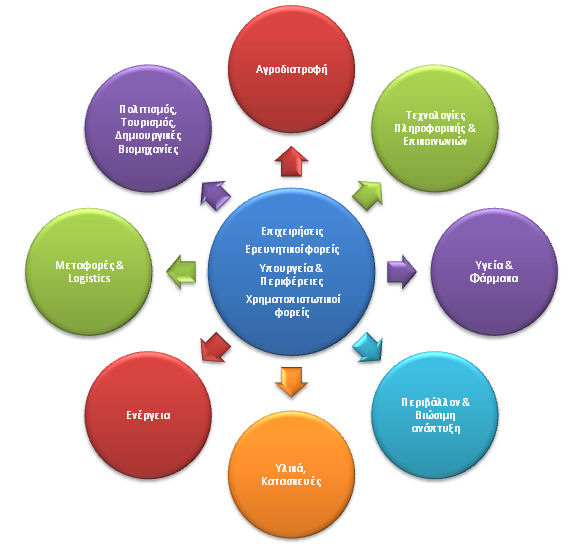 Αγροδιατροφή
Τεχνολογίες
Πληροφορικής &
Επικοινωνιών
Υγεία &
Φάρμακα
Περιβάλλον &
Βιώσιμη
ανάπτυξη
Υλικά,
Κατασκευές
Ενέργεια
Μεταφορές &
Logistics
Πολιτισμός,
Τουρισμός,
Δημιουργικές
Βιομηχανίες
Επιχειρήσεις
Ερευνητικοί φορείς
Υπουργεία &
Περιφέρειες
Χρηματοπιστωτικοί
φορείς